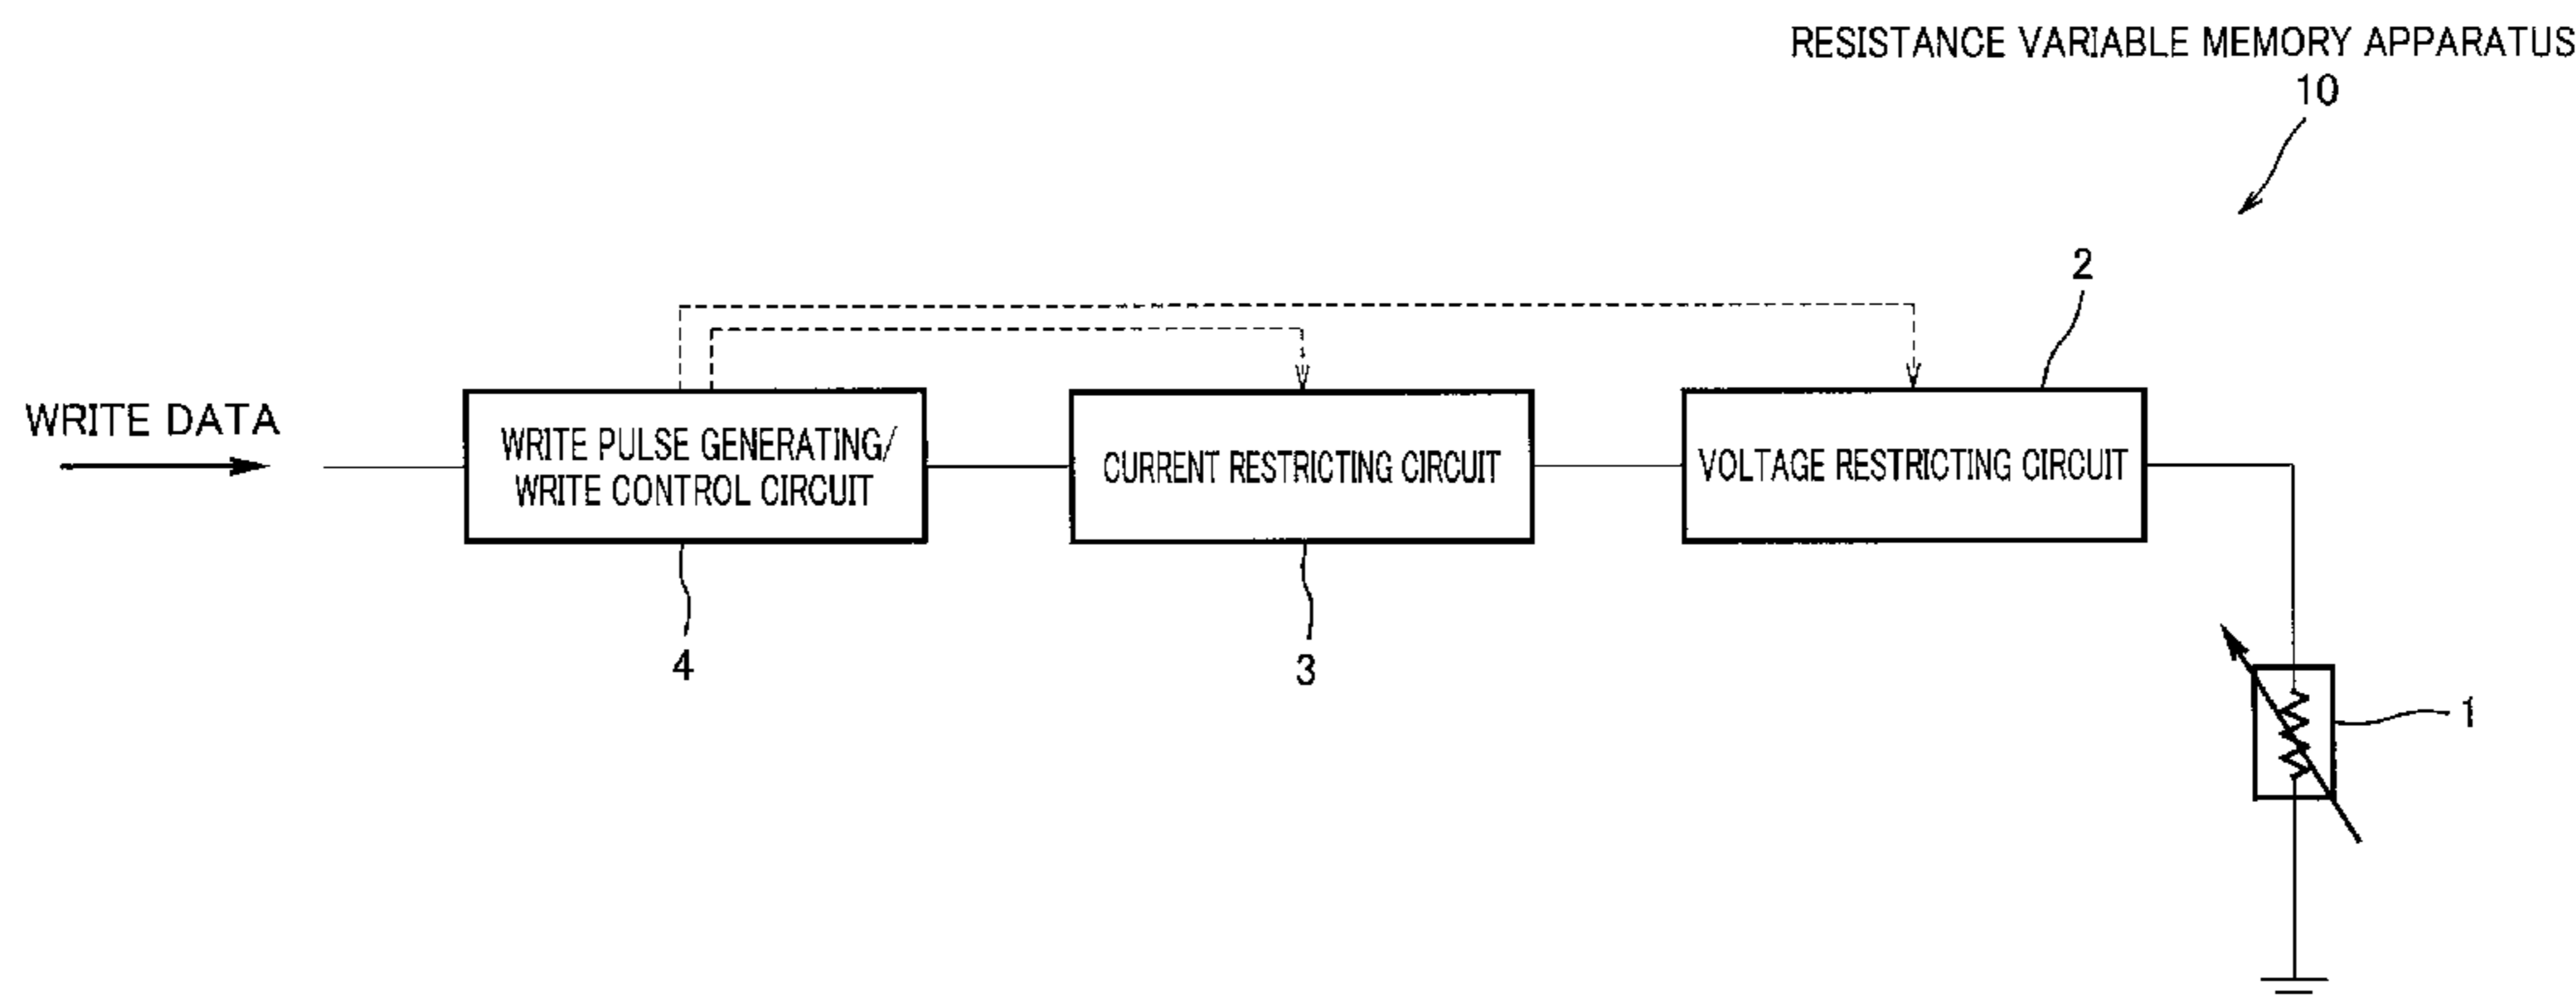 RESISTANCE VARIABLE MEMORY APPARATUS
10
2
WRITE DATA
WRITE PULSE GENERATING/
WRITE CONTROL CIRCUIT
CURRENT RESTRICTING CIRCUIT
VOLTAGE RESTRICTING CIRCUIT
4
3
1